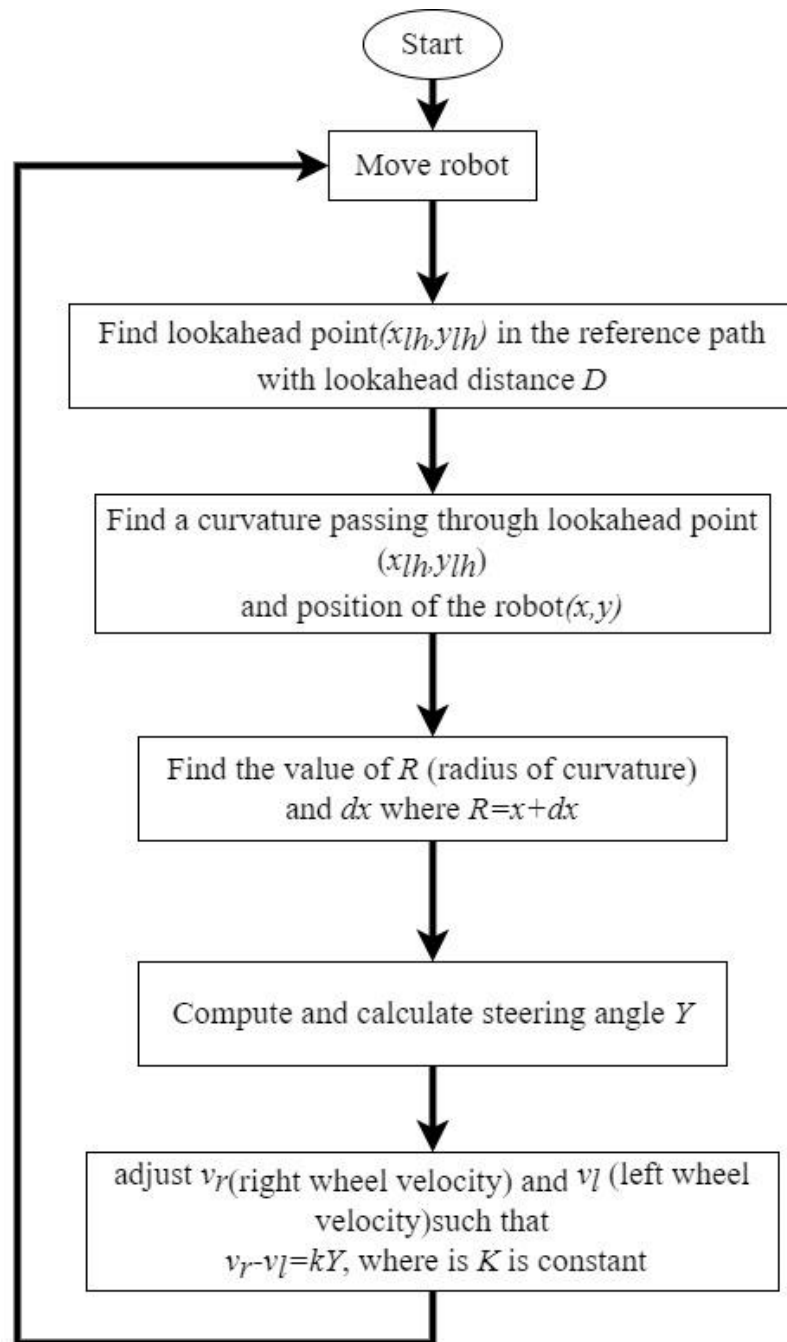 Start
Move robot
Find lookahead point(xlh,ylh) in the reference path
with lookahead distance D
Find a curvature passing through lookahead point
(xlh,ylh)
and position of the robot(x,y)
Find the value of R (radius of curvature)
and dx where R=x+dx
Compute and calculate steering angle Y
adjust vr(right wheel velocity) and vl (left wheel
velocity)such that
vr-vl=kY, where is K is constant